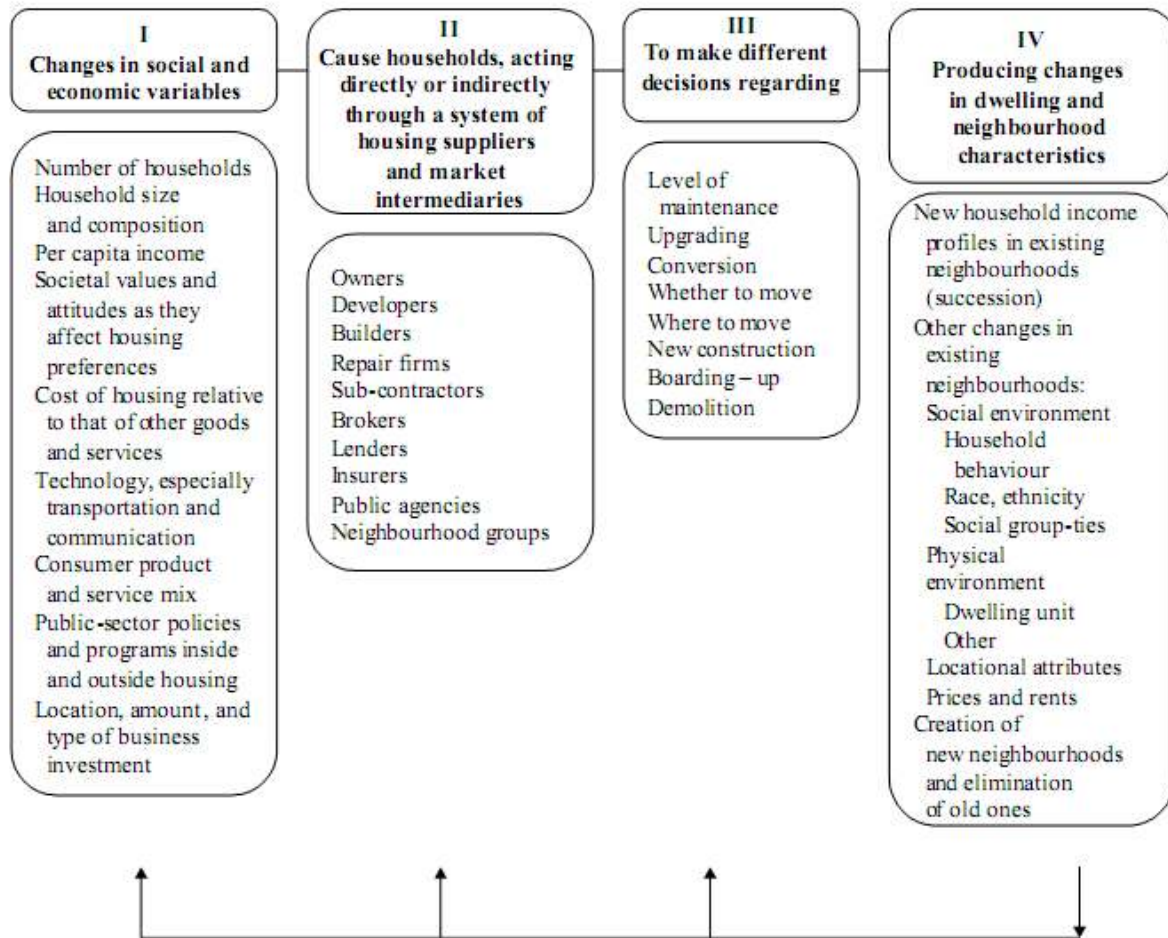 I
Changes in social and
economic variables
Number of households
Household size
and composition
Per capita income
Societal values and
attitudes as they
affect housing
preferences
Cost of housing relative
to that of other goods
and services
Technology, especially
transportation and
communication
Consumer product
and service mix
Public-sector policies
and programs inside
and outside housing
Location, amount, and
type of business
investment
II
Cause households, acting
directly or indirectly
through a system of
housing suppliers
and market
intermediaries
Owners
Developers
Builders
Repair firms
Sub-contractors
Brokers
Lenders
Insurers
Public agencies
Neighbourhood groups
III
To make different
decisions regarding
Level of
maintenance
Upgrading
Conversion
Whether to move
Where to move
New construction
Boarding – up
Demolition
IV
Producing changes
in dwelling and
neighbourhood
characteristics
New household income
profiles in existing
neighbourhoods
(succession)
Other changes in
existing
neighbourhoods:
Social environment
Household
behaviour
Race, ethnicity
Social group-ties
Physical
environment
Dwelling unit
Other
Locational attributes
Prices and rents
Creation of
new neighbourhoods
and elimination
of old ones